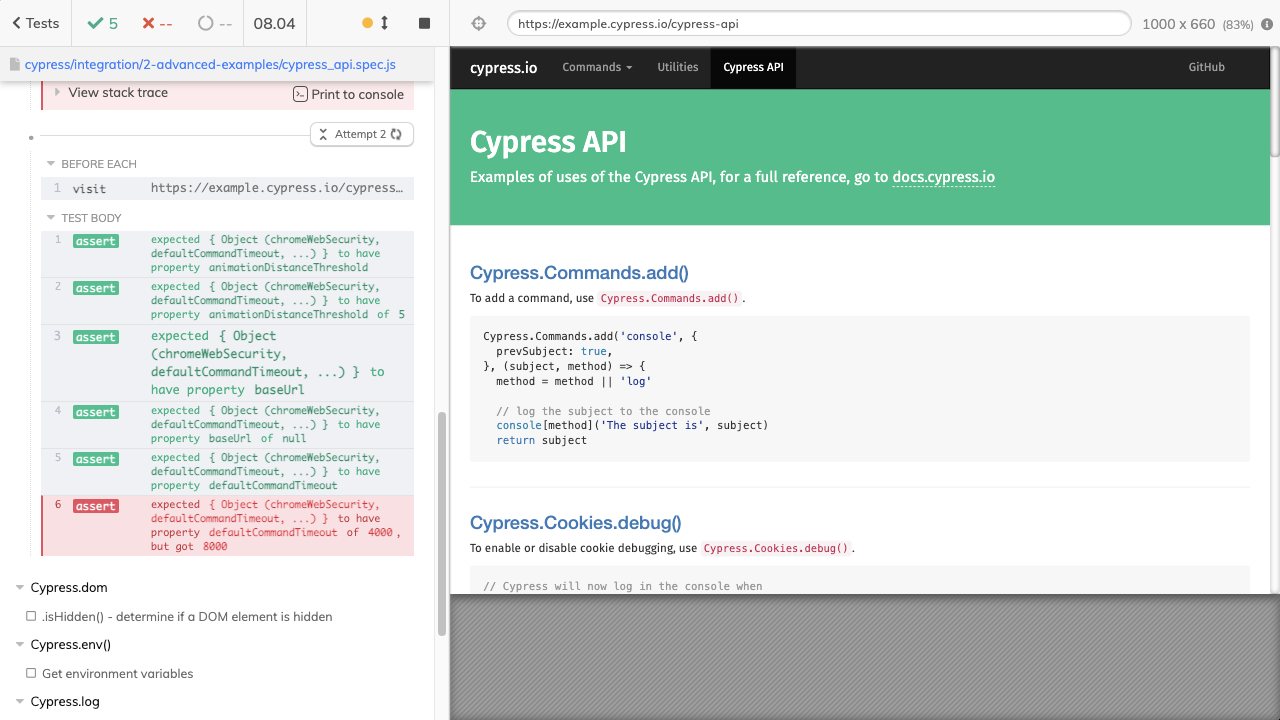 Tests
5
--
--
08.04
https://example.cypress.io/cypress-api
1000 x 660 (83%)
cypress/integration/2-advanced-examples/cypress_api.spec.js
View stack trace
Print to console
Attempt 2
BEFORE EACH
1 visit https://example.cypress.io/cypress…
TEST BODY
1 assert expected { Object (chromeWebSecurity,
defaultCommandTimeout, ...) } to have
property animationDistanceThreshold
2 assert expected { Object (chromeWebSecurity,
defaultCommandTimeout, ...) } to have
property animationDistanceThreshold of 5
3 assert expected { Object
(chromeWebSecurity,
defaultCommandTimeout, ...) } to
have property baseUrl
4 assert expected { Object (chromeWebSecurity,
defaultCommandTimeout, ...) } to have
property baseUrl of null
5 assert expected { Object (chromeWebSecurity,
defaultCommandTimeout, ...) } to have
property defaultCommandTimeout
6 assert expected { Object (chromeWebSecurity,
defaultCommandTimeout, ...) } to have
property defaultCommandTimeout of 4000,
but got 8000
Cypress.dom
.isHidden() - determine if a DOM element is hidden
Cypress.env()
Get environment variables
Cypress.log
cypress.io
Commands
Utilities
Cypress API
GitHub
Cypress API
Examples of uses of the Cypress API, for a full reference, go to docs.cypress.io
Cypress.Commands.add()
To add a command, use Cypress.Commands.add().
Cypress.Commands.add('console', {
prevSubject: true,
}, (subject, method) => {
method = method || 'log'
// log the subject to the console
console[method]('The subject is', subject)
return subject
Cypress.Cookies.debug()
To enable or disable cookie debugging, use Cypress.Cookies.debug().
// Cypress will now log in the console when